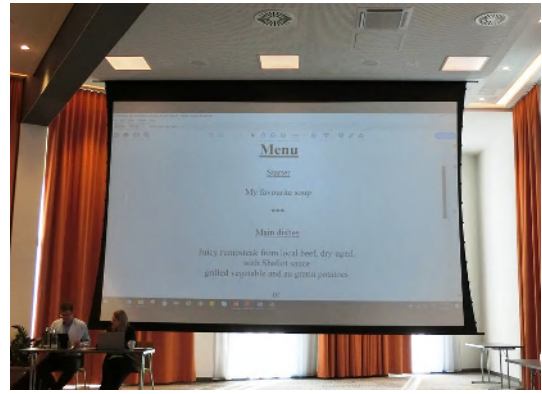 Menu
Starter
My favourite soup
***
Main dishes
Juicy rumpsteak from local beef, dry aged,
with Shallot sauce
grilled vegetable and au gratin potatoes
or